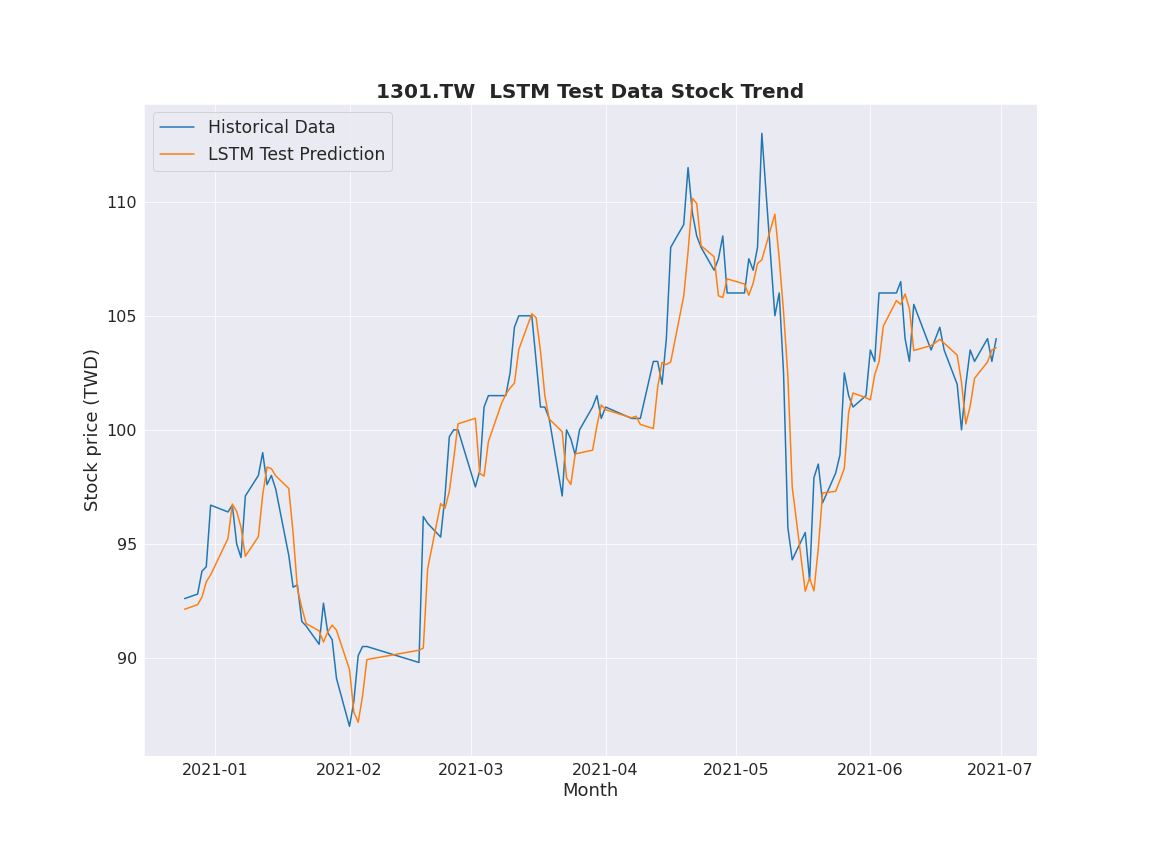 1301.TW  LSTM Test Data Stock Trend
Historical Data
LSTM Test Prediction
Stock price (TWD)
110
105
100
95
90
2021-01 2021-02 2021-03 2021-04 2021-05 2021-06 2021-07
Month